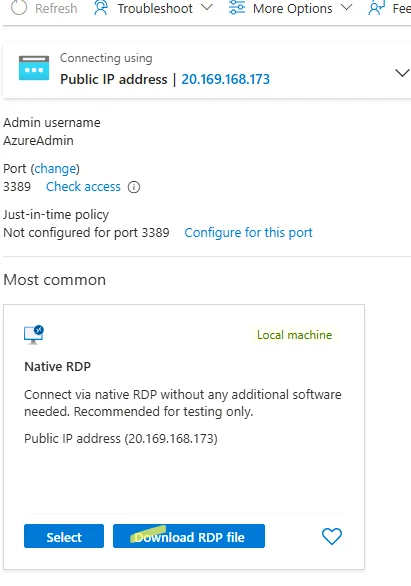 Refresh Troubleshoot More Options Fee
Connecting using
Public IP address | 20.169.168.173
Admin username
AzureAdmin
Port (change)
3389 Check access
Just-in-time policy
Not configured for port 3389 Configure for this port
Most common
Local machine
Native RDP
Connect via native RDP without any additional software
needed. Recommended for testing only.
Public IP address (20.169.168.173)
Select Download RDP file